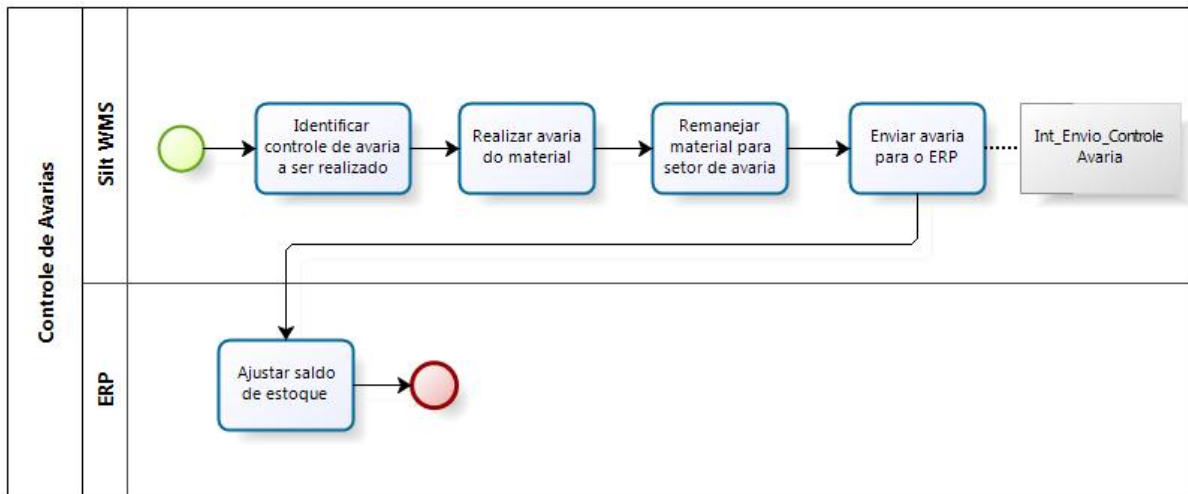 Controle de Avarias
Silt WMS
Identificar
controle de avaria
a ser realizado
Realizar avaria
do material
Remanejar
material para
setor de avaria
Enviar avaria
para o ERP
Int_Envio_Controle
Avaria
ERP
Ajustar saldo
de estoque